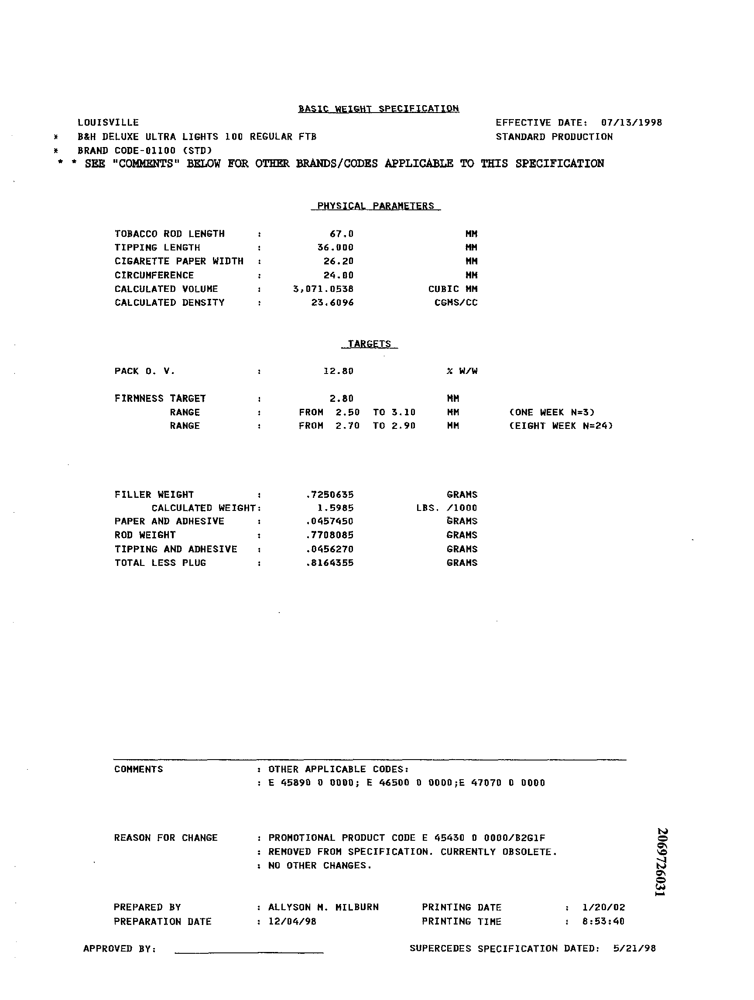 BASIC WEIGHT SPECIFICATION
LOUISVILLE EFFECTIVE DATE: 07/13/1998
* B&H DELUXE ULTRA LIGHTS 100 REGULAR FTB STANDARD PRODUCTION
* BRAND CODE-01100 (STD)
* * SEE "COMMENTS" BELOW FOR OTHER BRANDS/CODES APPLICABLE TO THIS SPECIFICATION
PHYSICAL PARAMETERS
TOBACCO ROD LENGTH : 67.0 MM
TIPPING LENGTH : 36.000 MM
CIGARETTE PAPER WIDTH : 26.20 MM
CIRCUMFERENCE : 24.00 MM
CALCULATED VOLUME : 3,071.0538 CUBIC MM
CALCULATED DENSITY : 23.6096 CGMS/CC
TARGETS
PACK O. V. : 12.80 % W/W
FIRMNESS TARGET : 2.80 MM
RANGE : FROM 2.50 TO 3.10 MM (ONE WEEK N=3)
RANGE : FROM 2.70 TO 2.90 MM (EIGHT WEEK N=24)
FILLER WEIGHT : .7250635 GRAMS
CALCULATED WEIGHT: 1.5985 LBS. /1000
PAPER AND ADHESIVE : .0457450 GRAMS
ROD WEIGHT : .7708085 GRAMS
TIPPING AND ADHESIVE : .0456270 GRAMS
TOTAL LESS PLUG : .8164355 GRAMS
COMMENTS : OTHER APPLICABLE CODES:
: E 45890 0 0000; E 46500 0 0000;E 47070 0 0000
REASON FOR CHANGE : PROMOTIONAL PRODUCT CODE E 45430 0 0000/B2G1F
: REMOVED FROM SPECIFICATION. CURRENTLY OBSOLETE.
: NO OTHER CHANGES.
2069726031
PREPARED BY : ALLYSON M. MILBURN PRINTING DATE : 1/20/02
PREPARATION DATE : 12/04/98 PRINTING TIME : 8:53:40
APPROVED BY: SUPERCEDES SPECIFICATION DATED: 5/21/98